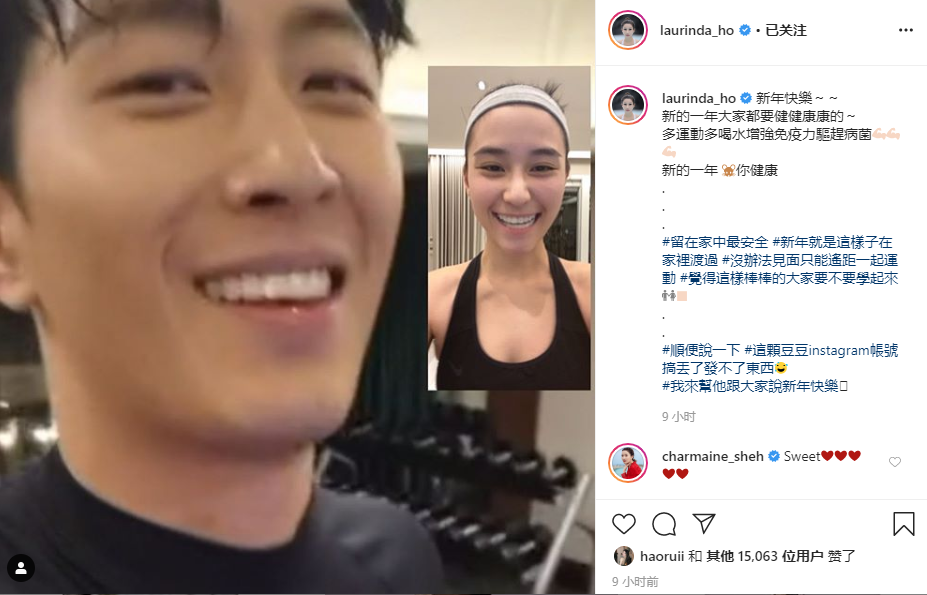 laurinda_ho • 已关注
laurinda_ho 新年快樂～～
新的一年大家都要健健康康的～
多運動多喝水增強免疫力驅趕病菌💪🏻💪🏻
💪🏻
新的一年 🐹你健康
.
.
.
#留在家中最安全 #新年就是這樣子在
家裡渡過 #沒辦法見面只能遙距一起運
動 #覺得這樣棒棒的大家要不要學起來
.
.
#順便說一下 #這顆豆豆instagram帳號
搞丟了發不了東西😅
#我來幫他跟大家說新年快樂
9 小时
charmaine_sheh Sweet❤❤❤
❤❤
haoruii 和 其他 15,063 位用户 赞了
9 小时前